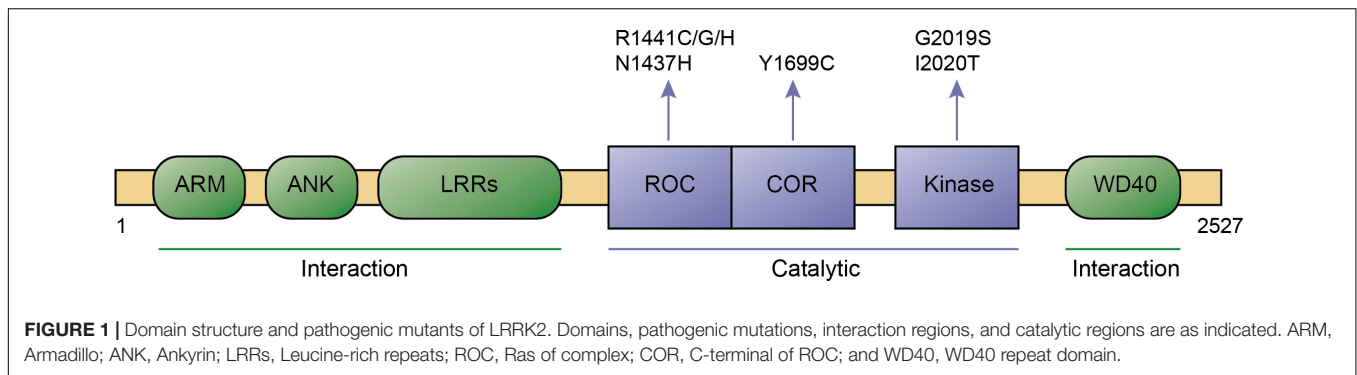 R1441C/G/H
N1437H
Y1699C
G2019S
I2020T
ARM
ANK
LRRs
ROC
COR
Kinase
WD40
1
2527
Interaction
Catalytic
Interaction
FIGURE 1 | Domain structure and pathogenic mutants of LRRK2. Domains, pathogenic mutations, interaction regions, and catalytic regions are as indicated. ARM,
Armadillo; ANK, Ankyrin; LRRs, Leucine-rich repeats; ROC, Ras of complex; COR, C-terminal of ROC; and WD40, WD40 repeat domain.